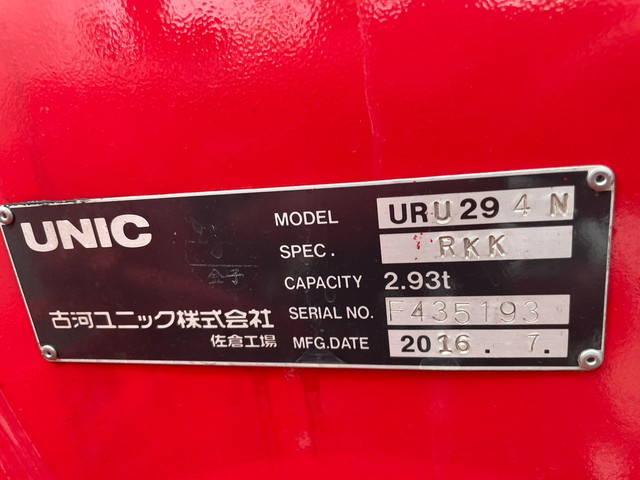 UNIC
MODEL URU294N
SPEC. RKK
CAPACITY 2.93t
古河ユニック株式会社 SERIAL NO. F435193
佐倉工場 MFG.DATE 2016.7.